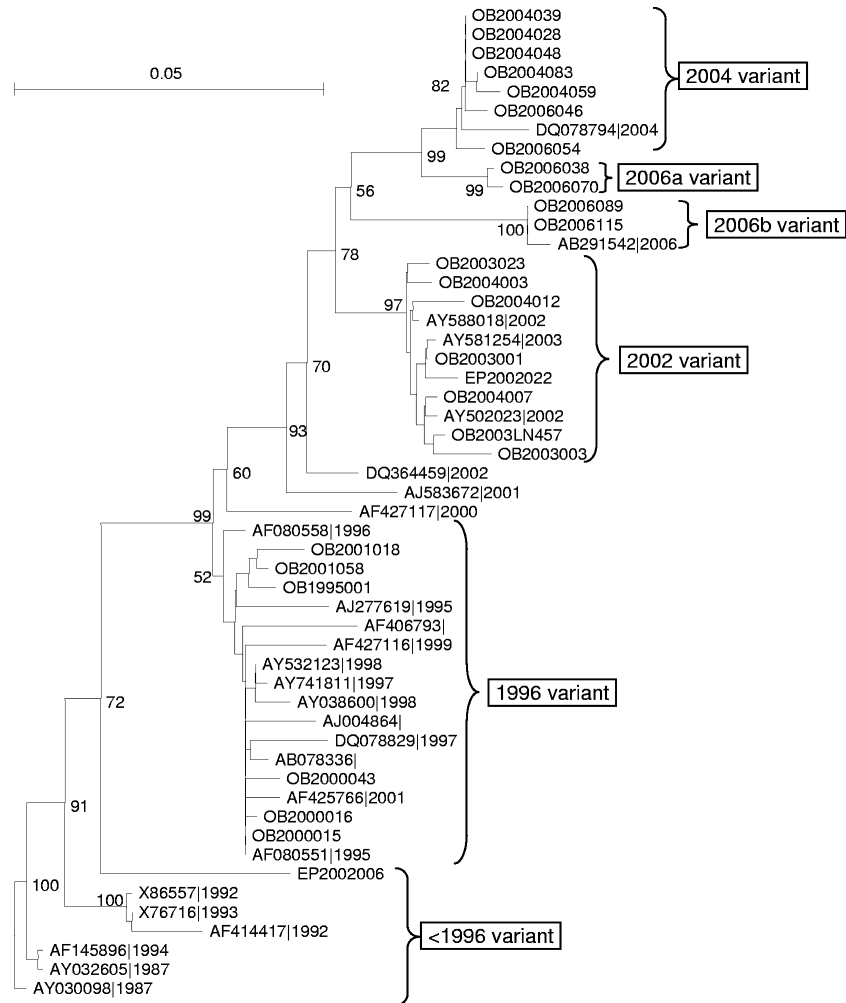 OB2004039
OB2004028
OB2004048
0.05
OB2004083
2004 variant
82
OB2004059
OB2006046
DQ078794|2004
OB2006054
99
OB2006038
2006a variant
56
99
OB2006070
OB2006089
2006b variant
OB2006115
100
AB291542|2006
78
OB2003023
OB2004003
97
OB2004012
AY588018|2002
AY581254|2003
OB2003001
2002 variant
70
EP2002022
OB2004007
AY502023|2002
93
OB2003LN457
OB2003003
60
DQ364459|2002
AJ583672|2001
99
AF427117|2000
AF080558|1996
OB2001018
52
OB2001058
OB1995001
AJ277619|1995
AF406793|
AF427116|1999
AY532123|1998
AY741811|1997
1996 variant
72
AY038600|1998
AJ004864|
DQ078829|1997
AB078336|
OB2000043
91
AF425766|2001
OB2000016
OB2000015
AF080551|1995
EP2002006
100
X86557|1992
100
X76716|1993
AF414417|1992
<1996 variant
AF145896|1994
AY032605|1987
AY030098|1987